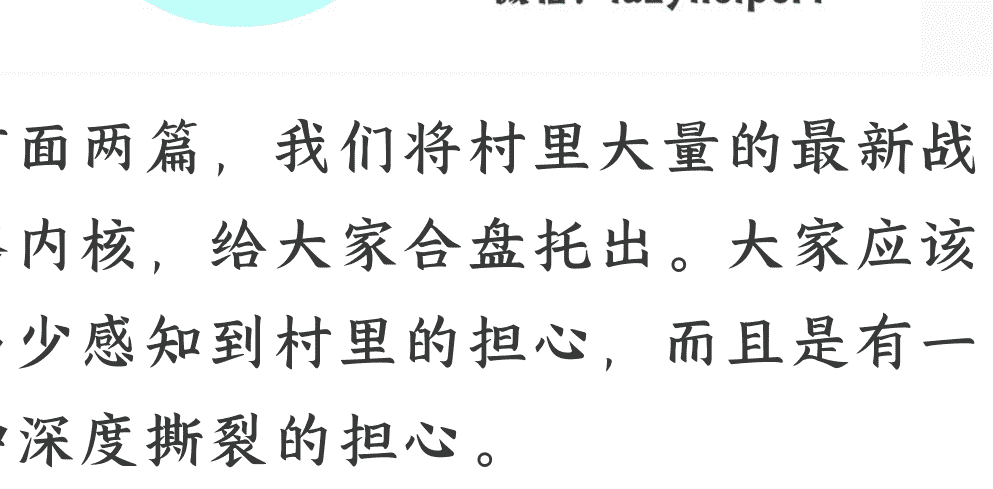 面两篇，我们将村里大量的最新战
内核，给大家合盘托出。大家应该
少感知到村里的担心，而且是有一
深度撕裂的担心。